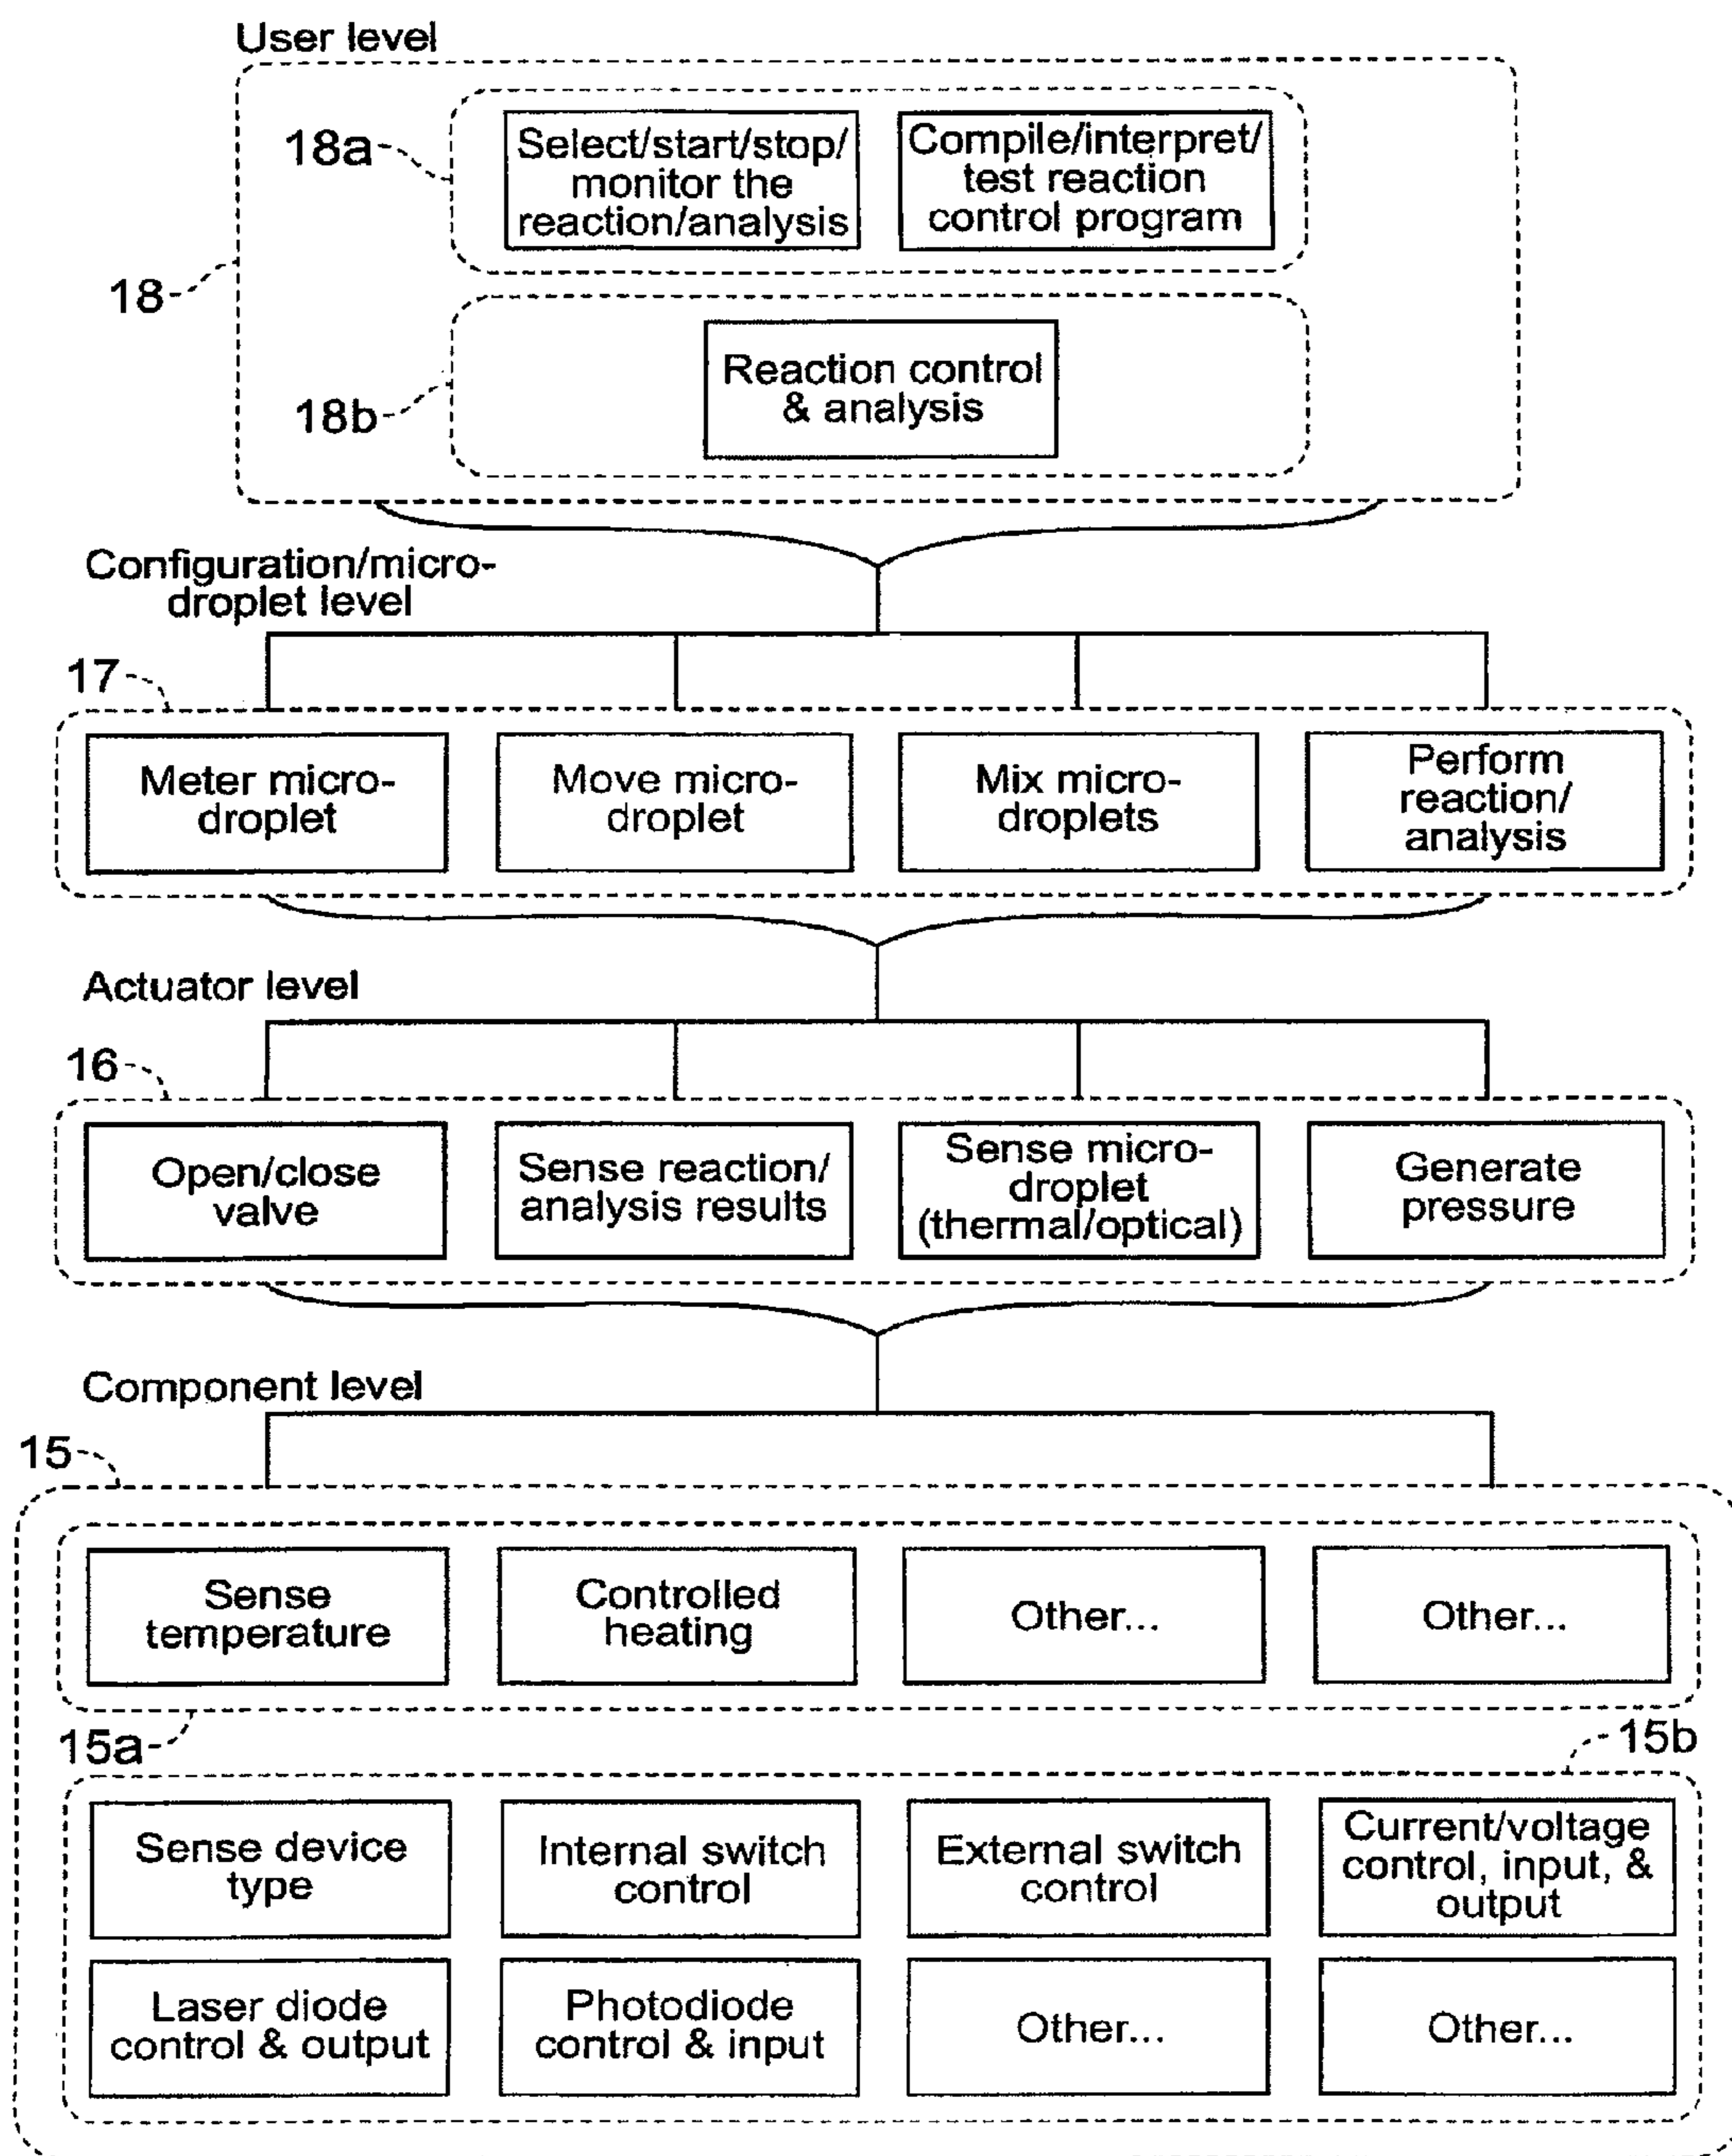 User level
18a
Select/start/stop/
monitor the
reaction/analysis
Compile/interpret/
test reaction
control program
18
18b
Reaction control
& analysis
Configuration/micro-
droplet level
17
Meter micro-
droplet
Move micro-
droplet
Mix micro-
droplets
Perform
reaction/
analysis
Actuator level
16
Open/close
valve
Sense reaction/
analysis results
Sense micro-
droplet
(thermal/optical)
Generate
pressure
Component level
15
Sense
temperature
Controlled
heating
Other...
Other...
15a
15b
Sense device
type
Internal switch
control
External switch
control
Current/voltage
control, input, &
output
Laser diode
control & output
Photodiode
control & input
Other...
Other...